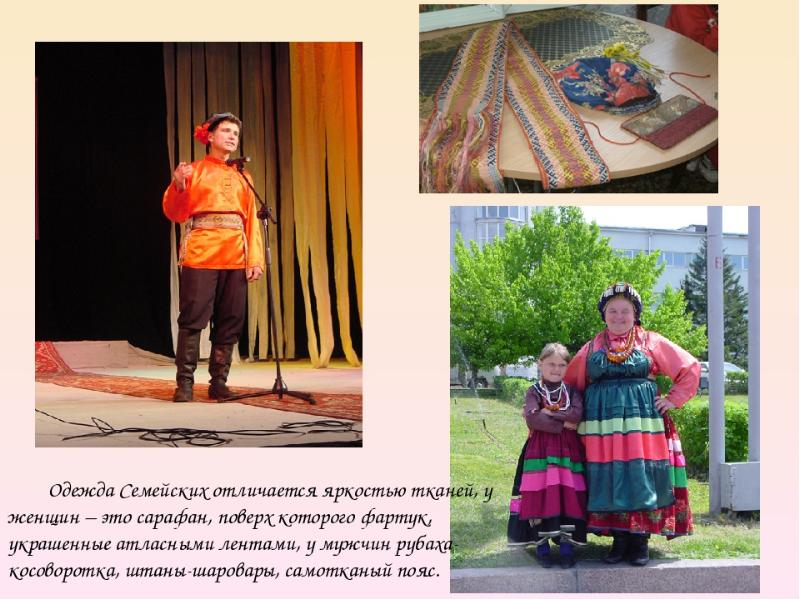 Одежда Семейских отличается яркостью тканей, у
женщин – это сарафан, поверх которого фартук,
украшенные атласными лентами, у мужчин рубаха-
косоворотка, штаны-шаровары, самотканый пояс.